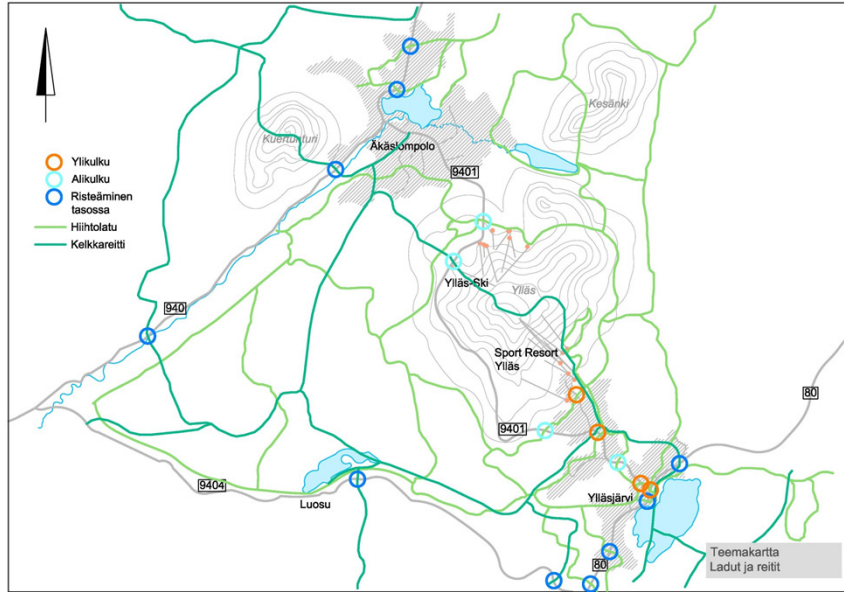 Kesänki
Kuertunturi
Äkäslompolo
Ylikulku
Alikulku
Risteäminen
tasossa
Hiihtolatu
Kelkkareitti
9401
Ylläs-Ski
Ylläs
940
Sport Resort
Ylläs
80
9401
9404
Luosu
Ylläsjärvi
80
Teemakartta
Ladut ja reitit